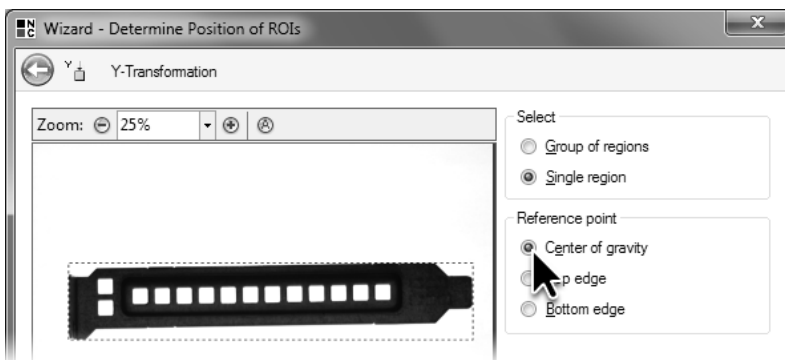 Wizard - Determine Position of ROIs
Y Y-Transformation
Zoom: 25%
Select
Group of regions
Single region
Reference point
Center of gravity
p edge
Bottom edge